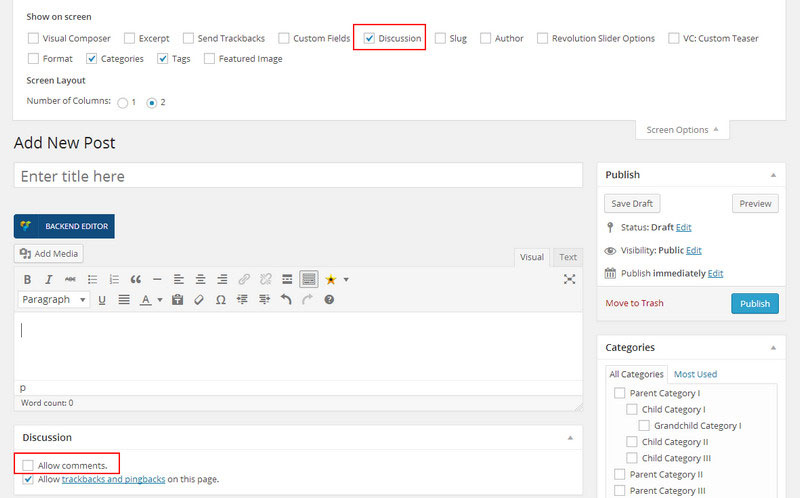 Show on screen
Visual Composer Excerpt Send Trackbacks Custom Fields Discussion Slug Author Revolution Slider Options VC: Custom Teaser
Format Categories Tags Featured Image
Screen Layout
Number of Columns: 1 2
Screen Options
Add New Post
Enter title here
BACKEND EDITOR
Add Media
Visual Text
B I ABC
Paragraph U A Ω
p
Word count: 0
Discussion
Allow comments.
Allow trackbacks and pingbacks on this page.
Publish
Save Draft Preview
Status: Draft Edit
Visibility: Public Edit
Publish immediately Edit
Move to Trash Publish
Categories
All Categories Most Used
Parent Category I
Child Category I
Grandchild Category I
Child Category II
Child Category III
Parent Category II
Parent Category III